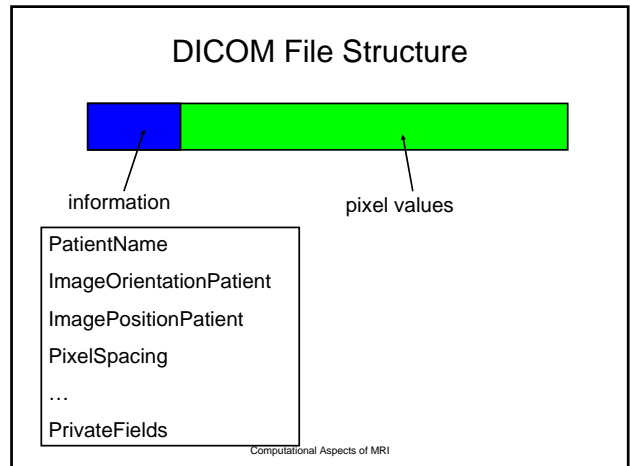 DICOM File Structure
information
pixel values
PatientName
ImageOrientationPatient
ImagePositionPatient
PixelSpacing
…
PrivateFields
Computational Aspects of MRI